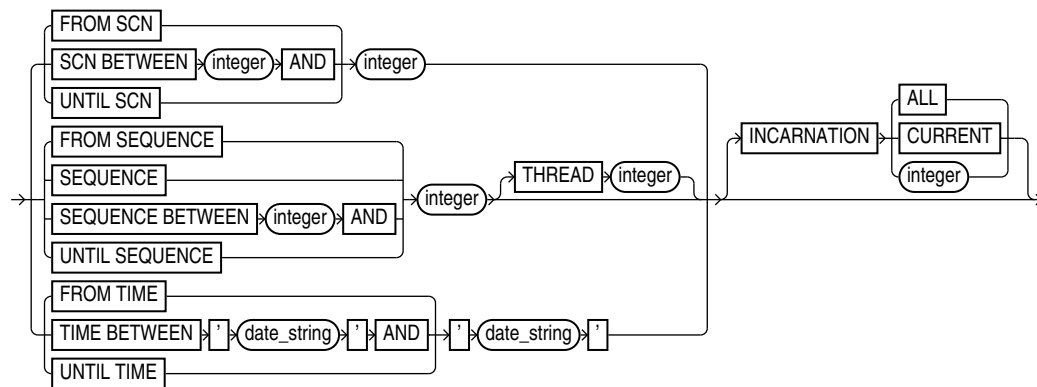 FROM SCN
SCN BETWEEN integer AND integer
UNTIL SCN
FROM SEQUENCE
SEQUENCE
SEQUENCE BETWEEN integer AND integer THREAD integer
UNTIL SEQUENCE
FROM TIME
TIME BETWEEN ’ date_string ’ AND ’ date_string ’
UNTIL TIME
INCARNATION ALL
CURRENT
integer